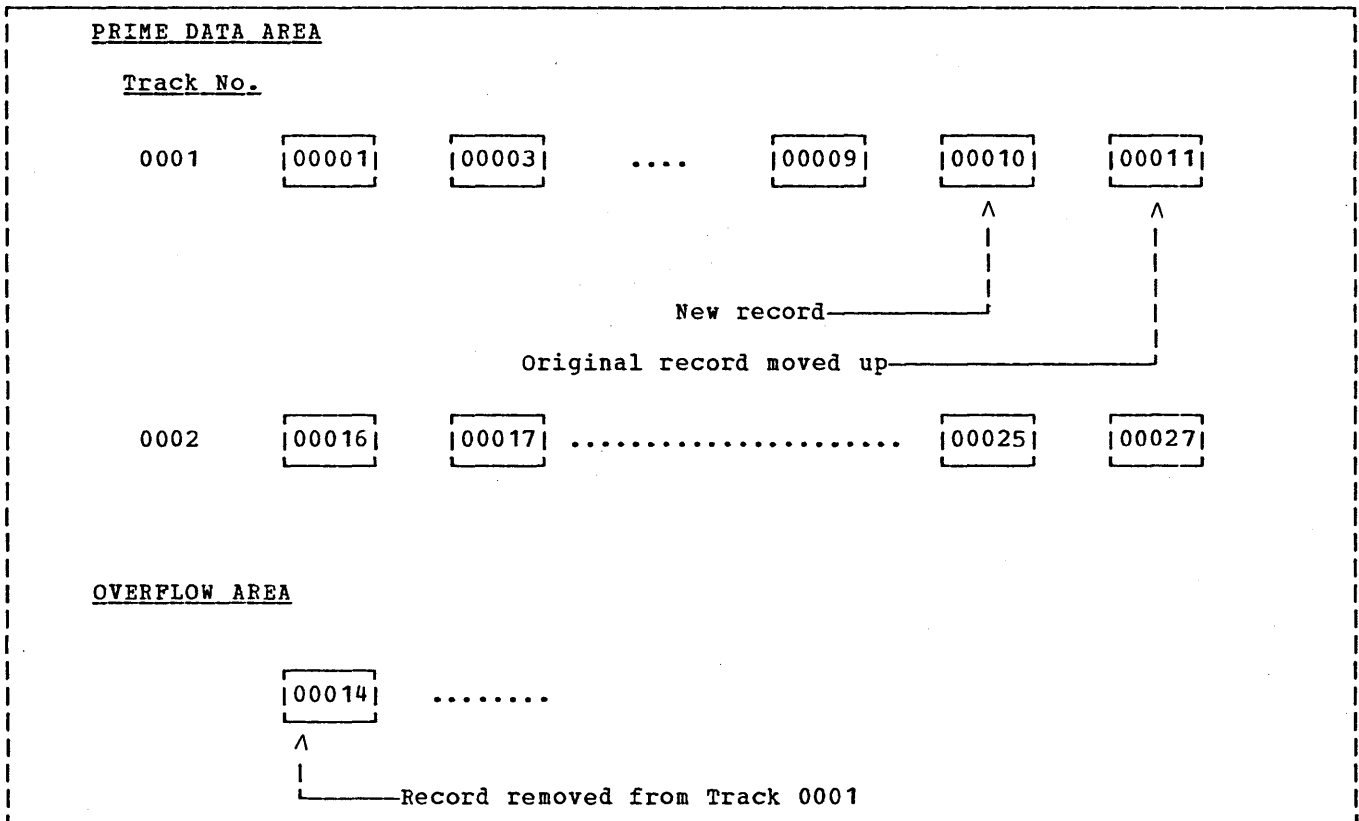 PRIME DATA AREA
Track No.
0001 00001 00003 .... 00009 00010 00011
New record
Original record moved up
0002 00016 00017 ...................... 00025 00027
OVERFLOW AREA
00014 ........
Record removed from Track 0001